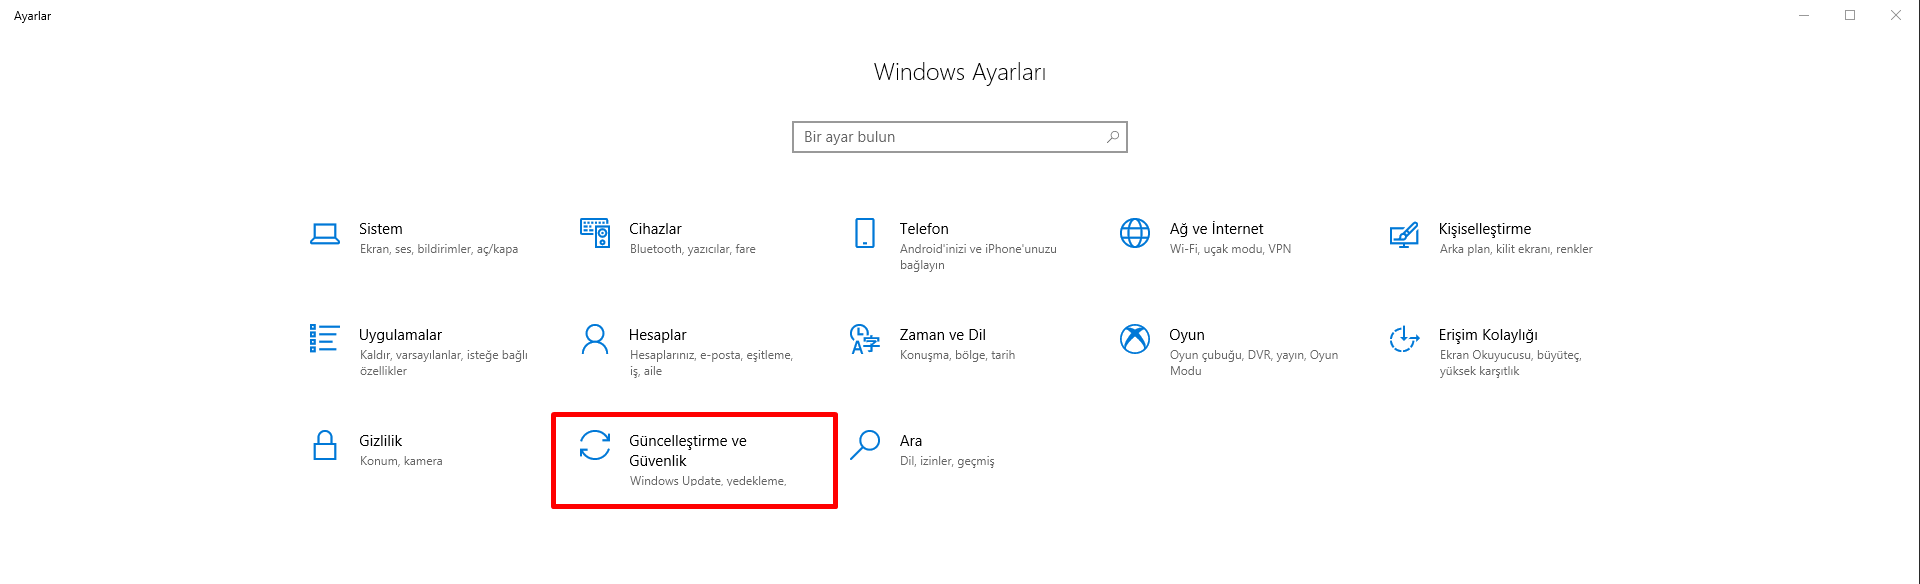 Ayarlar
Windows Ayarları
Bir ayar bulun
Sistem
Ekran, ses, bildirimler, aç/kapa
Cihazlar
Bluetooth, yazıcılar, fare
Telefon
Android'inizi ve iPhone'unuzu
bağlayın
Ağ ve İnternet
Wi-Fi, uçak modu, VPN
Kişiselleştirme
Arka plan, kilit ekranı, renkler
Uygulamalar
Kaldır, varsayılanlar, isteğe bağlı
özellikler
Hesaplar
Hesaplarınız, e-posta, eşitleme,
iş, aile
Zaman ve Dil
Konuşma, bölge, tarih
Oyun
Oyun çubuğu, DVR, yayın, Oyun
Modu
Erişim Kolaylığı
Ekran Okuyucusu, büyüteç,
yüksek karşıtlık
Gizlilik
Konum, kamera
Güncelleştirme ve
Güvenlik
Windows Update, yedekleme,
Ara
Dil, izinler, geçmiş